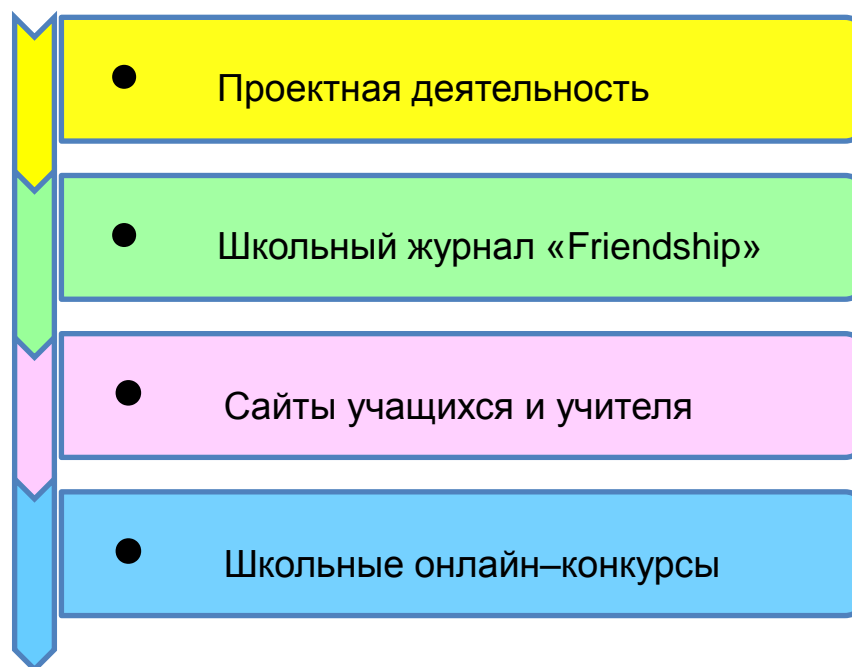 • Проектная деятельность
• Школьный журнал «Friendship»
• Сайты учащихся и учителя
• Школьные онлайн–конкурсы